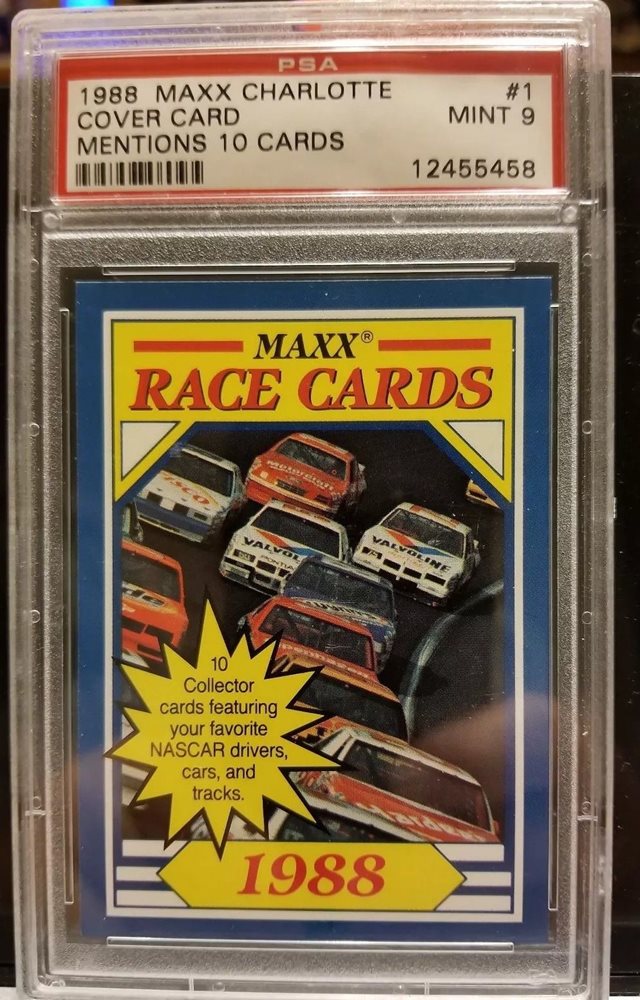 PSA
1988 MAXX CHARLOTTE #1
COVER CARD MINT 9
MENTIONS 10 CARDS
12455458
MAXX®
RACE CARDS
VALVOLINE
10
Collector
cards featuring
your favorite
NASCAR drivers,
cars, and
tracks.
1988